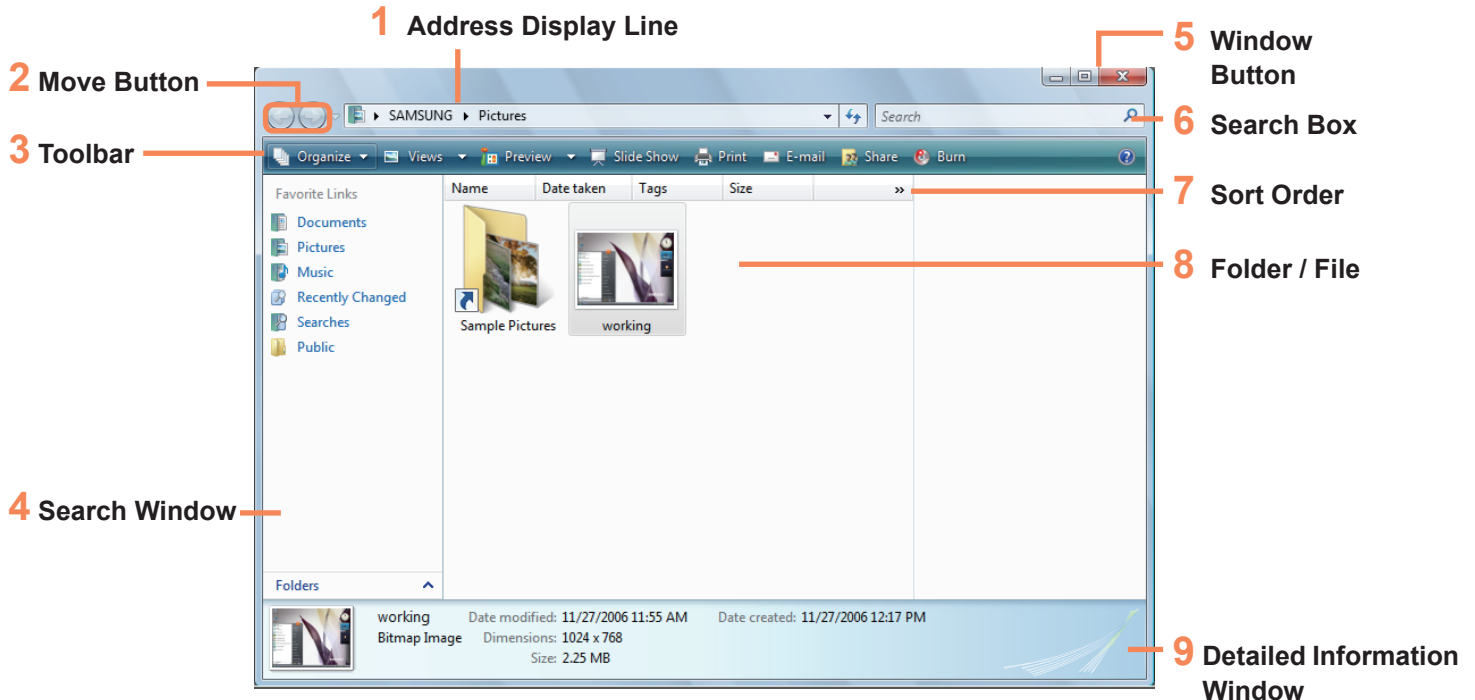 1 Address Display Line
2 Move Button
3 Toolbar
4 Search Window
5 Window
Button
6 Search Box
7 Sort Order
8 Folder / File
9 Detailed Information
Window
SAMSUNG Pictures
Search
Organize Views Preview Slide Show Print E-mail Share Burn
Favorite Links
Documents
Pictures
Music
Recently Changed
Searches
Public
Folders
Name Date taken Tags Size »
Sample Pictures working
working Date modified: 11/27/2006 11:55 AM Date created: 11/27/2006 12:17 PM
Bitmap Image Dimensions: 1024 x 768
Size: 2.25 MB